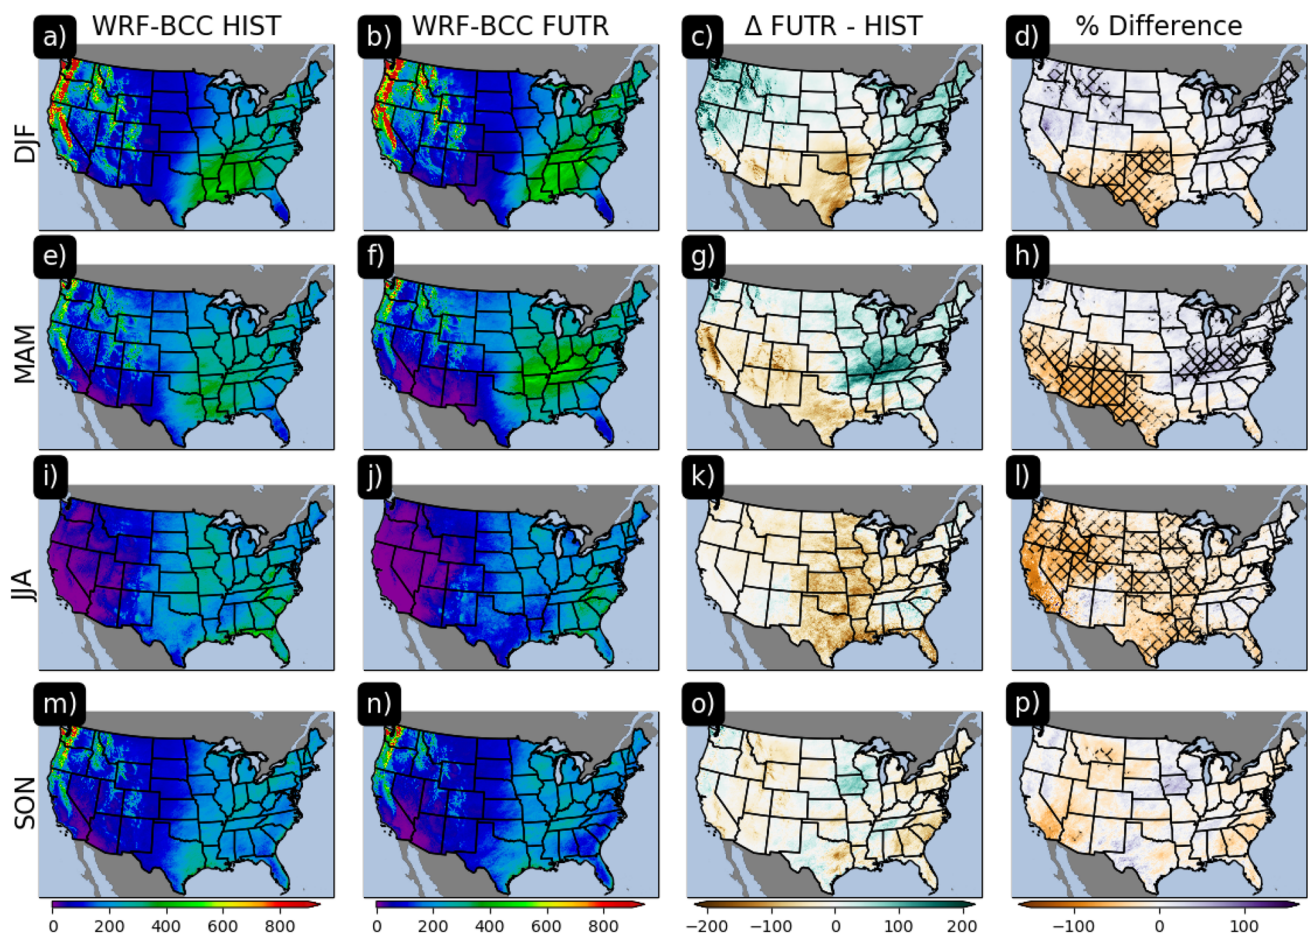 WRF-BCC HIST WRF-BCC FUTR Δ FUTR - HIST % Difference
a) b) c) d)
DJF
e) f) g) h)
MAM
i) j) k) l)
JJA
m) n) o) p)
SON
0 200 400 600 800 0 200 400 600 800 −200 −100 0 100 200 −100 0 100